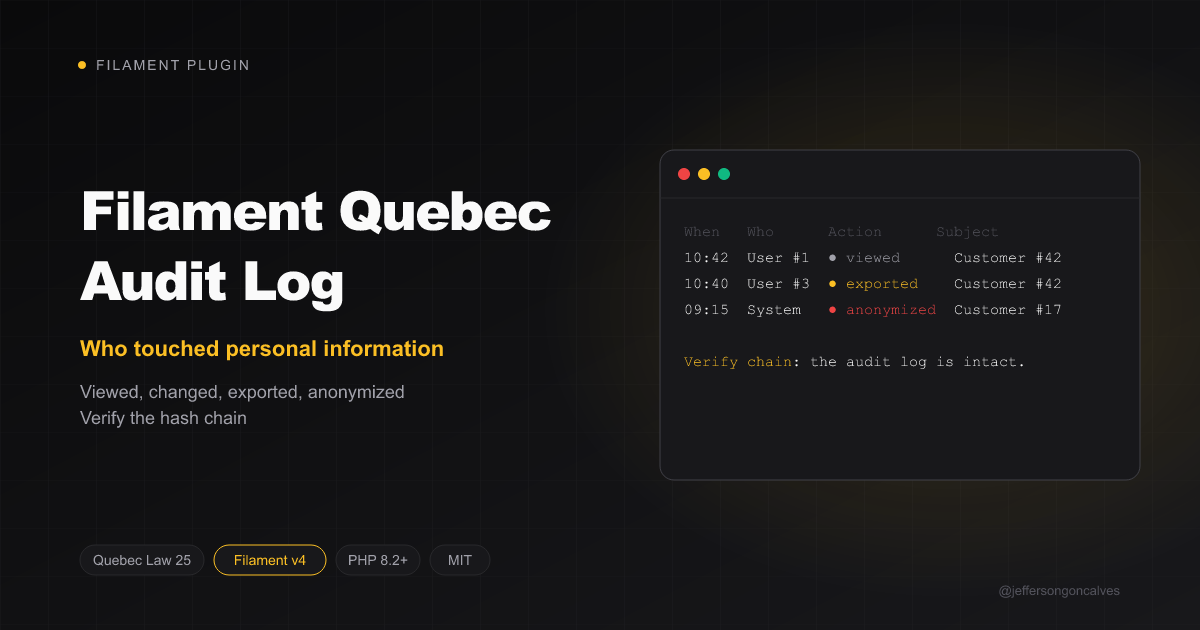 FILAMENT PLUGIN
Filament Quebec
Audit Log
Who touched personal information
Viewed, changed, exported, anonymized
Verify the hash chain
When Who Action Subject
10:42 User #1 ● viewed Customer #42
10:40 User #3 ● exported Customer #42
09:15 System ● anonymized Customer #17
Verify chain: the audit log is intact.
Quebec Law 25 Filament v4 PHP 8.2+ MIT
@jeffersongoncalves